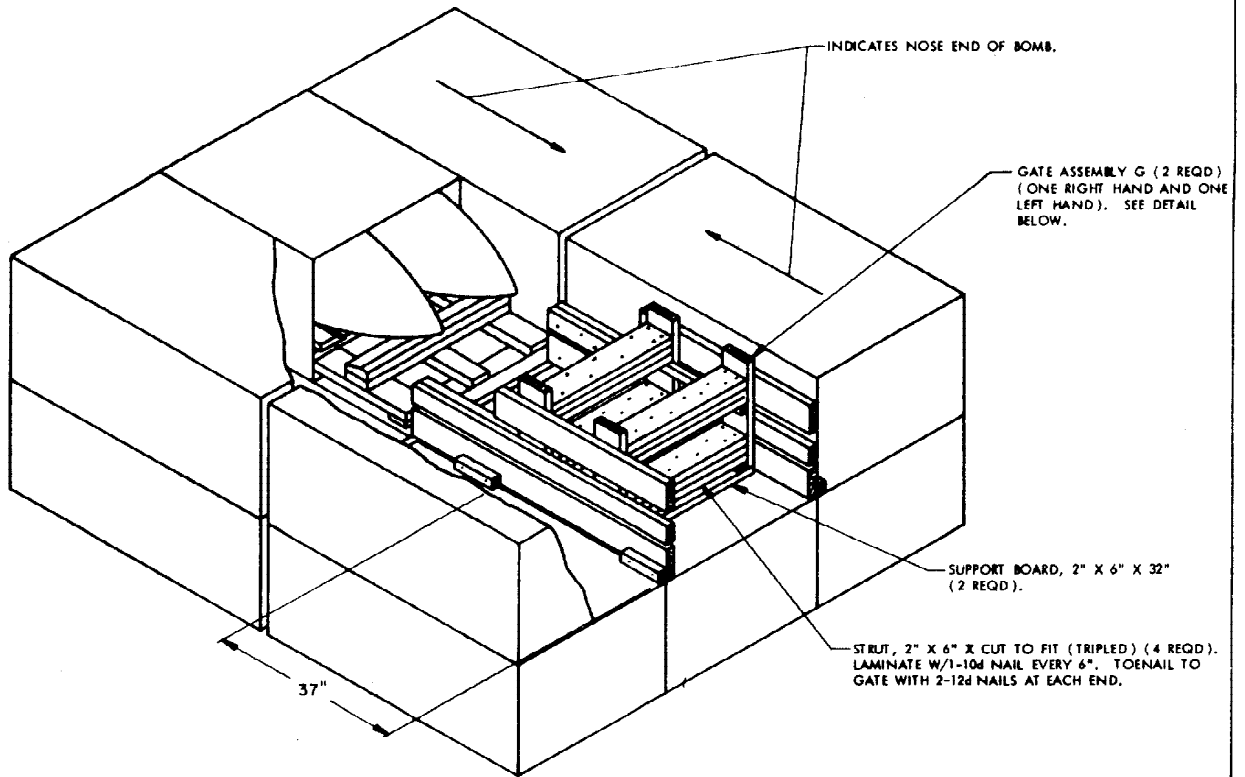 INDICATES NOSE END OF BOMB.
GATE ASSEMBLY G (2 REQD)
(ONE RIGHT HAND AND ONE
LEFT HAND). SEE DETAIL
BELOW.
SUPPORT BOARD, 2" X 6" X 32"
(2 REQD).
STRUT, 2" X 6" X CUT TO FIT (TRIPLED) (4 REQD).
LAMINATE W/1-10d NAIL EVERY 6". TOENAIL TO
GATE WITH 2-12d NAILS AT EACH END.
37"